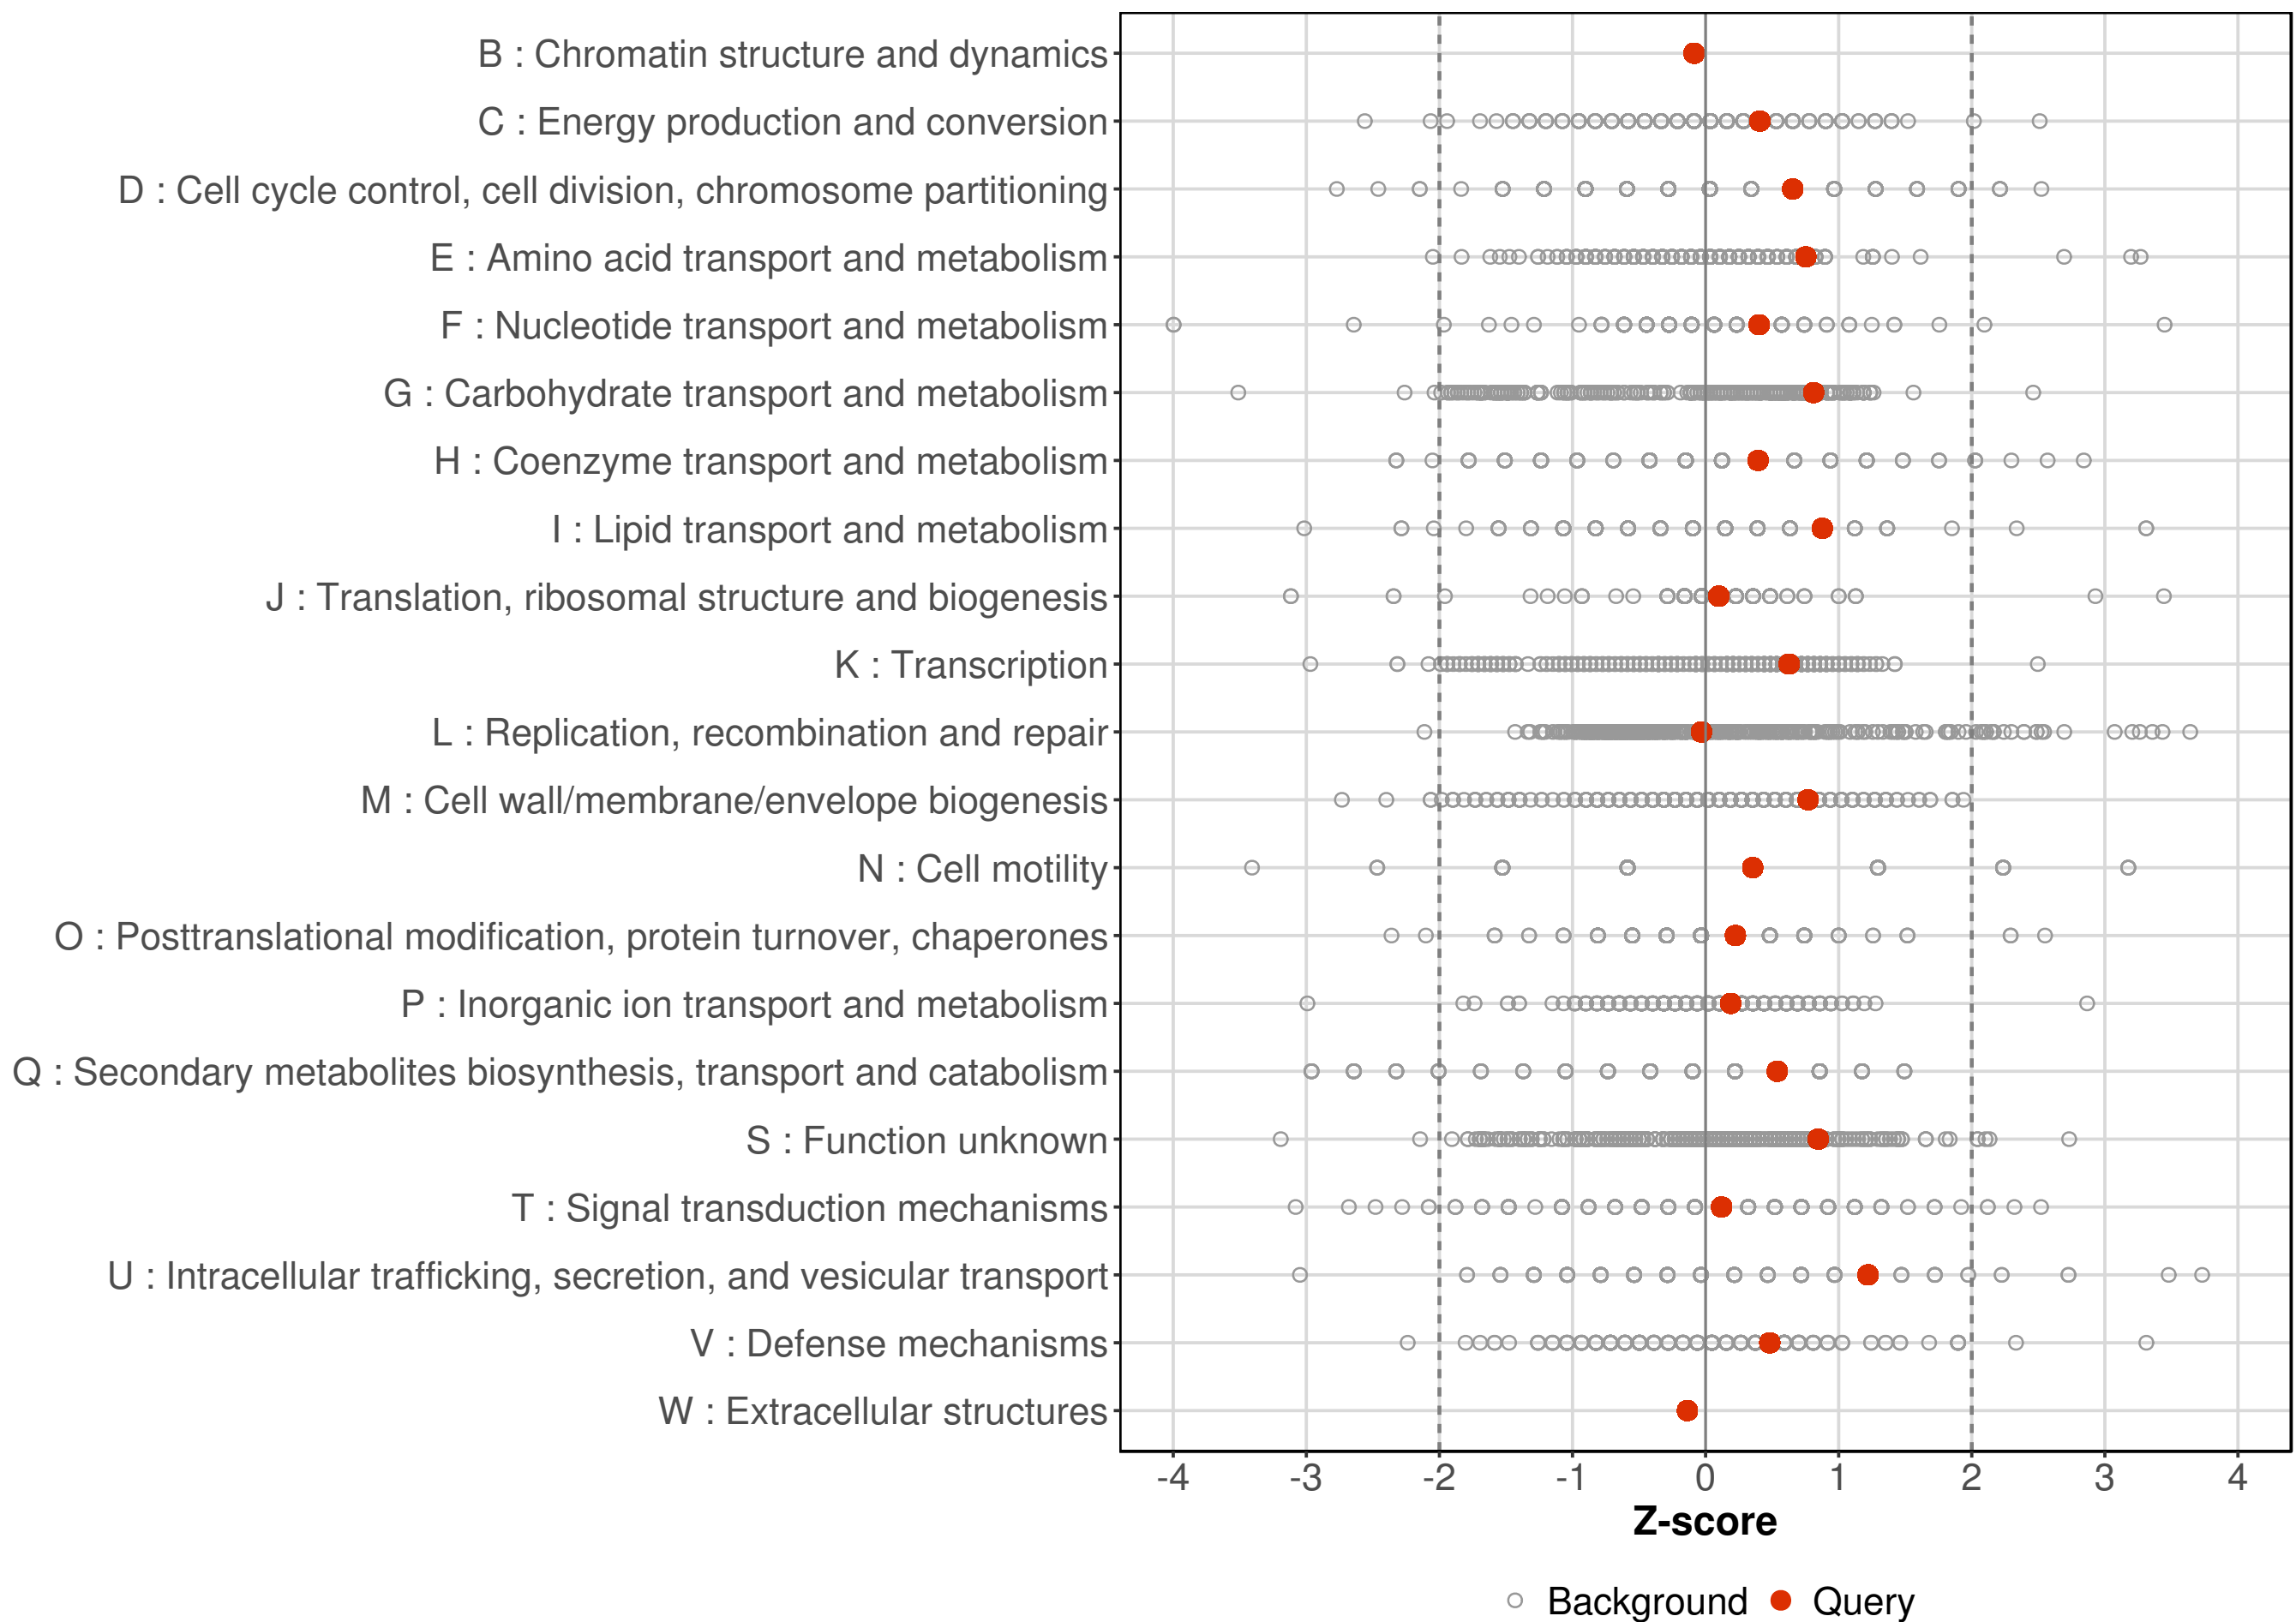 B : Chromatin structure and dynamics
C : Energy production and conversion
D : Cell cycle control, cell division, chromosome partitioning
E : Amino acid transport and metabolism
F : Nucleotide transport and metabolism
G : Carbohydrate transport and metabolism
H : Coenzyme transport and metabolism
I : Lipid transport and metabolism
J : Translation, ribosomal structure and biogenesis
K : Transcription
L : Replication, recombination and repair
M : Cell wall/membrane/envelope biogenesis
N : Cell motility
O : Posttranslational modification, protein turnover, chaperones
P : Inorganic ion transport and metabolism
Q : Secondary metabolites biosynthesis, transport and catabolism
S : Function unknown
T : Signal transduction mechanisms
U : Intracellular trafficking, secretion, and vesicular transport
V : Defense mechanisms
W : Extracellular structures
-4 -3 -2 -1 0 1 2 3 4
Z-score
Background Query